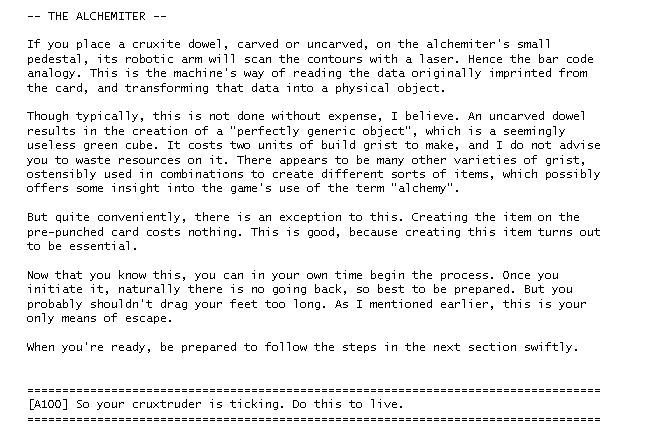 -- THE ALCHEMITER --
If you place a cruxite dowel, carved or uncarved, on the alchemiter's small
pedestal, its robotic arm will scan the contours with a laser. Hence the bar code
analogy. This is the machine's way of reading the data originally imprinted from
the card, and transforming that data into a physical object.
Though typically, this is not done without expense, I believe. An uncarved dowel
results in the creation of a "perfectly generic object", which is a seemingly
useless green cube. It costs two units of build grist to make, and I do not advise
you to waste resources on it. There appears to be many other varieties of grist,
ostensibly used in combinations to create different sorts of items, which possibly
offers some insight into the game's use of the term "alchemy".
But quite conveniently, there is an exception to this. Creating the item on the
pre-punched card costs nothing. This is good, because creating this item turns out
to be essential.
Now that you know this, you can in your own time begin the process. Once you
initiate it, naturally there is no going back, so best to be prepared. But you
probably shouldn't drag your feet too long. As I mentioned earlier, this is your
only means of escape.
When you're ready, be prepared to follow the steps in the next section swiftly.
==================================================================================
[A100] So your cruxtruder is ticking. Do this to live.
==================================================================================